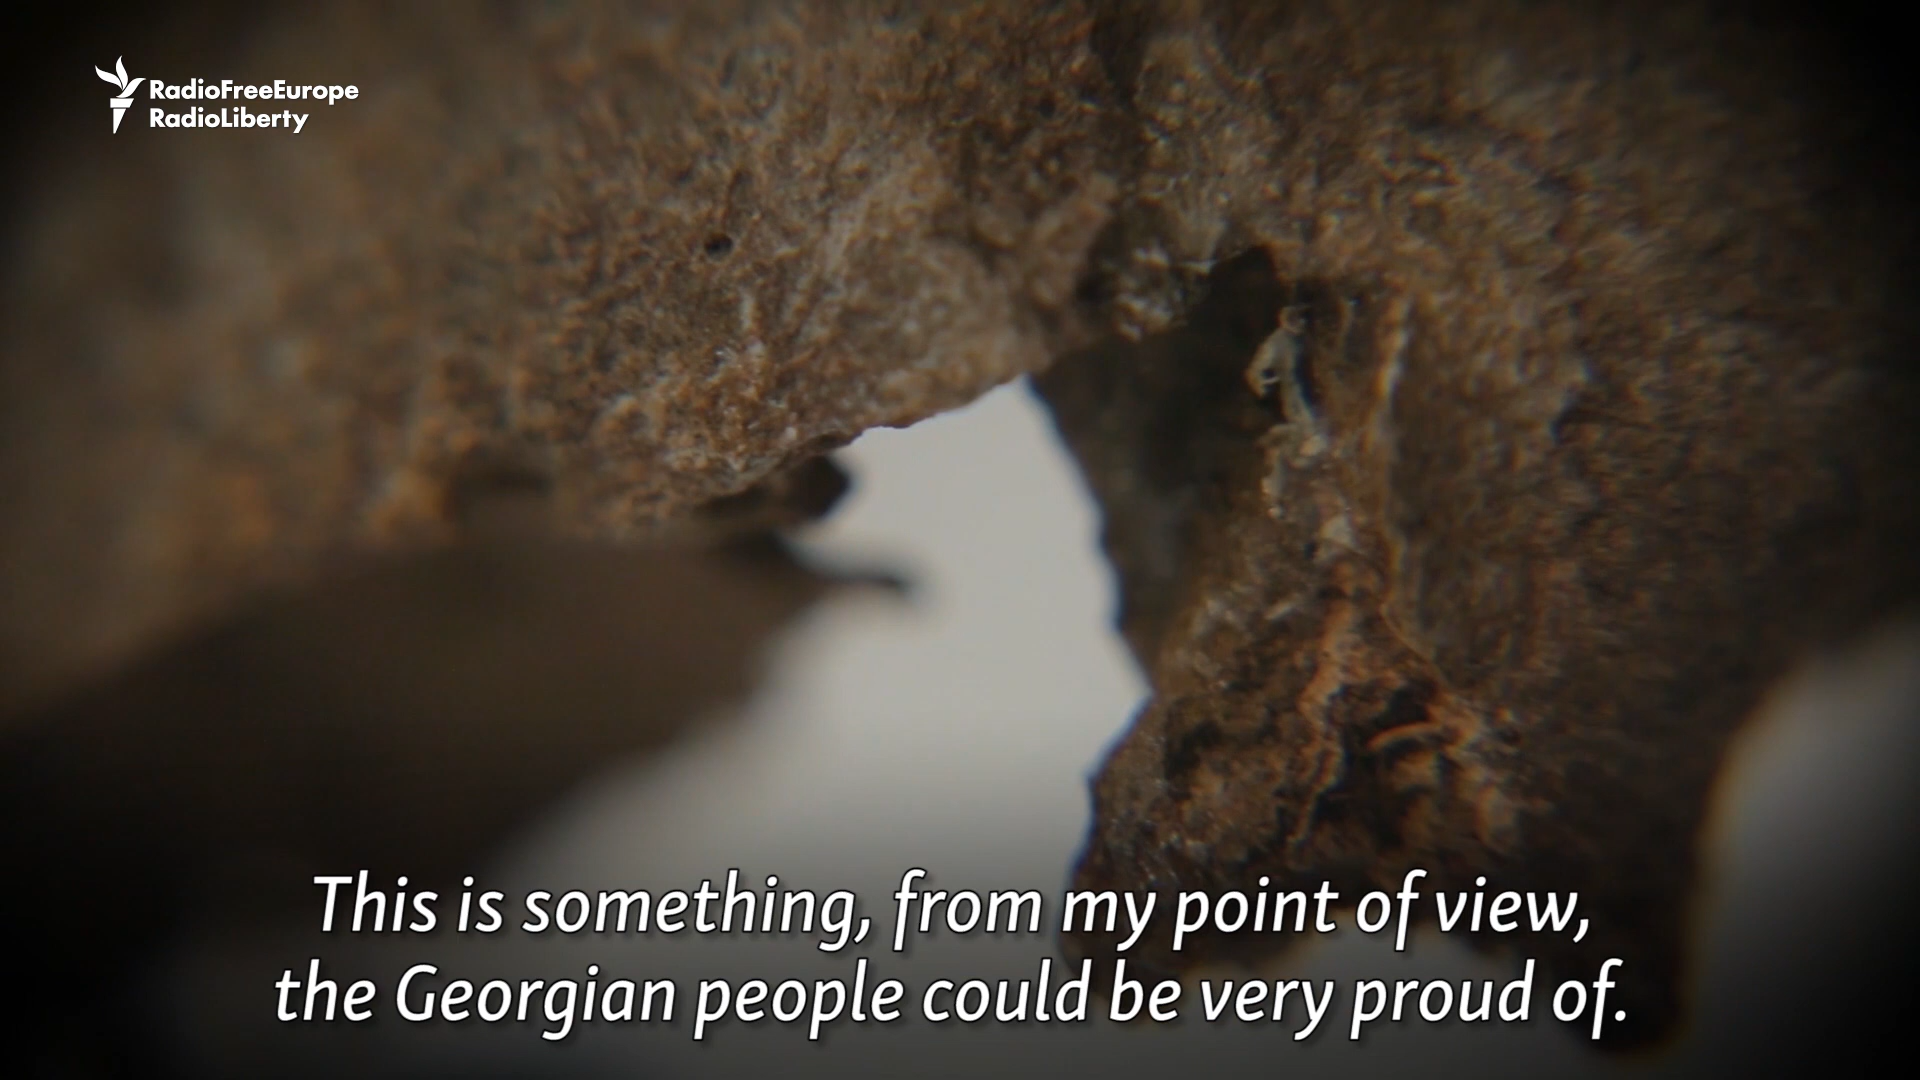 RadioFreeEurope
RadioLiberty
This is something, from my point of view,
the Georgian people could be very proud of.